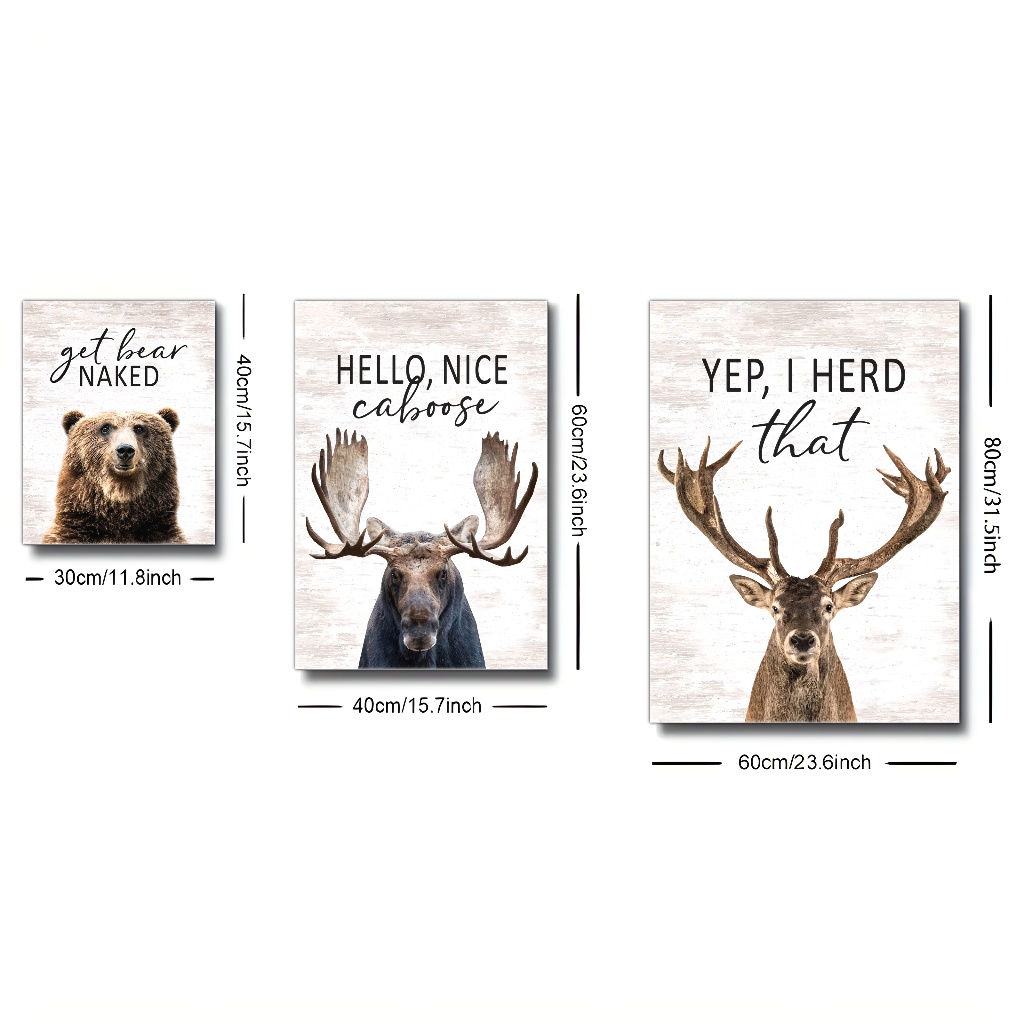 get bear
NAKED
40cm/15.7inch
30cm/11.8inch
HELLO, NICE
caboose
60cm/23.6inch
40cm/15.7inch
YEP, I HERD
that
80cm/31.5inch
60cm/23.6inch